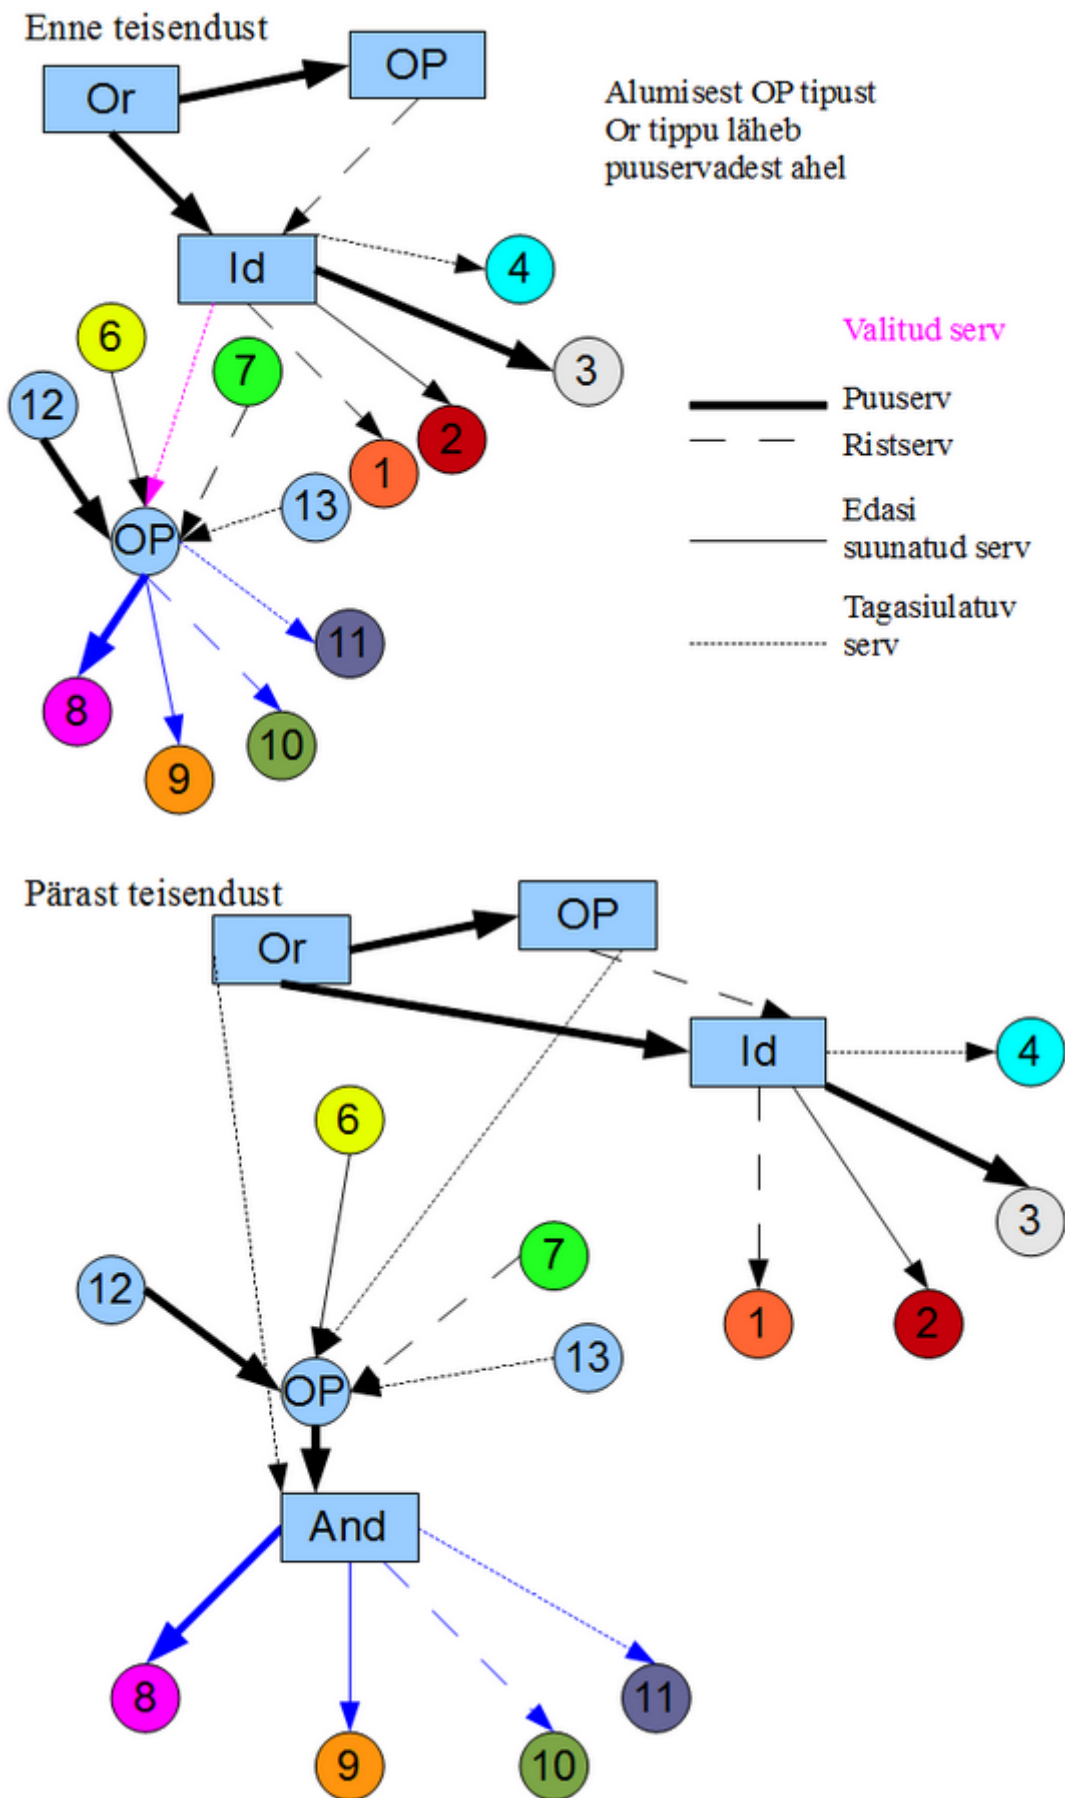 Enne teisendust
OP
Or
Alumisest OP tipust
Or tippu läheb
puuservadest ahel
Id
4
6
7
3
Valitud serv
12
2
Puuserv
1
Ristserv
13
OP
Edasi
suunatud serv
11
Tagasiulatuv
serv
8
10
9
Pärast teisendust
OP
Or
Id
4
6
3
7
12
1
2
13
OP
And
8
11
9
10